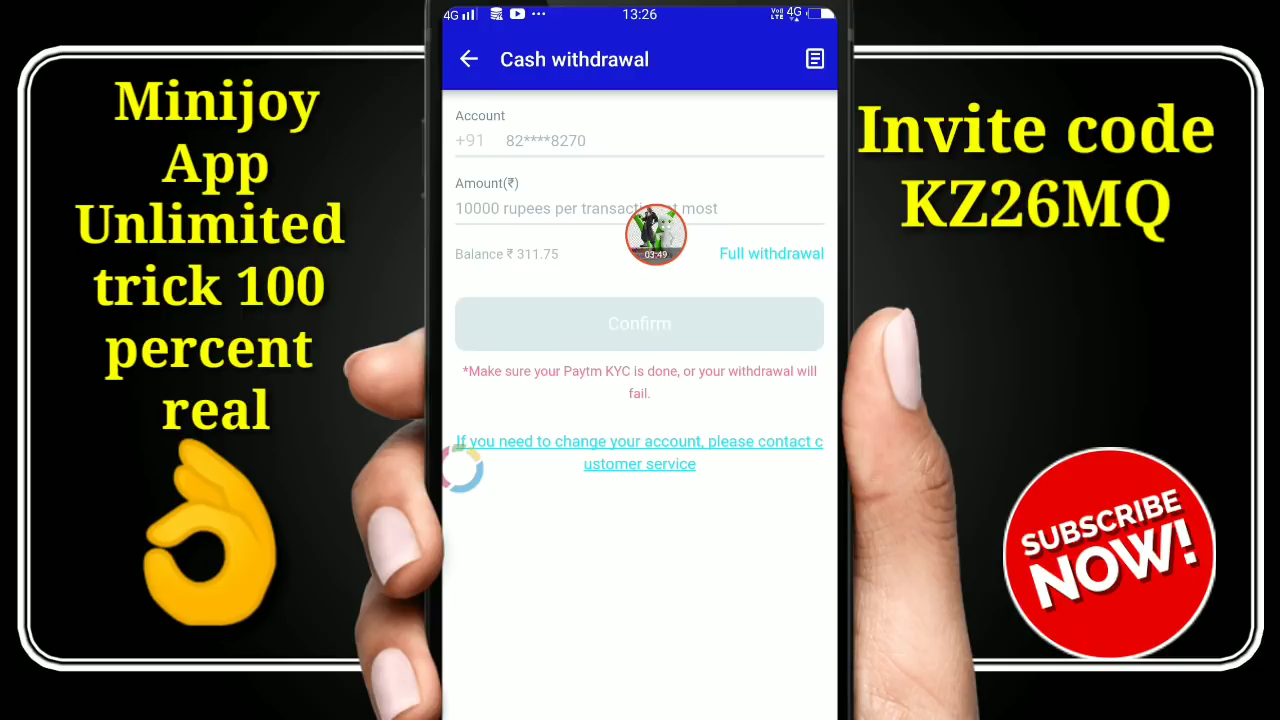 Minijoy
App
Unlimited
trick 100
percent
real
4G
13:26
VoLTE 4G
Cash withdrawal
Account
+91 82****8270
Amount(₹)
10000 rupees per transacti t most
03:49
Balance ₹ 311.75
Full withdrawal
Confirm
*Make sure your Paytm KYC is done, or your withdrawal will
fail.
If you need to change your account, please contact c
ustomer service
Invite code
KZ26MQ
SUBSCRIBE
NOW!